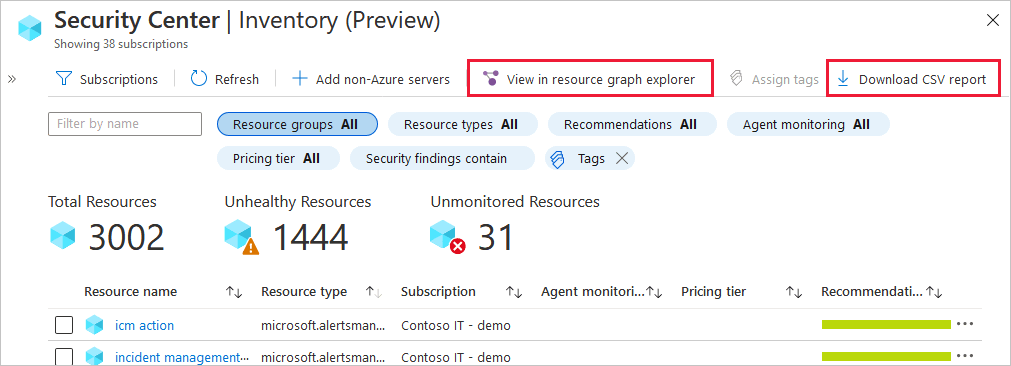 Security Center | Inventory (Preview)
Showing 38 subscriptions
» Subscriptions Refresh Add non-Azure servers View in resource graph explorer Assign tags Download CSV report
Filter by name Resource groups All Resource types All Recommendations All Agent monitoring All
Pricing tier All Security findings contain Tags
Total Resources Unhealthy Resources Unmonitored Resources
3002 1444 31
Resource name Resource type Subscription Agent monitori... Pricing tier Recommendati...
icm action microsoft.alertsman... Contoso IT - demo
incident management... microsoft.alertsman... Contoso IT - demo